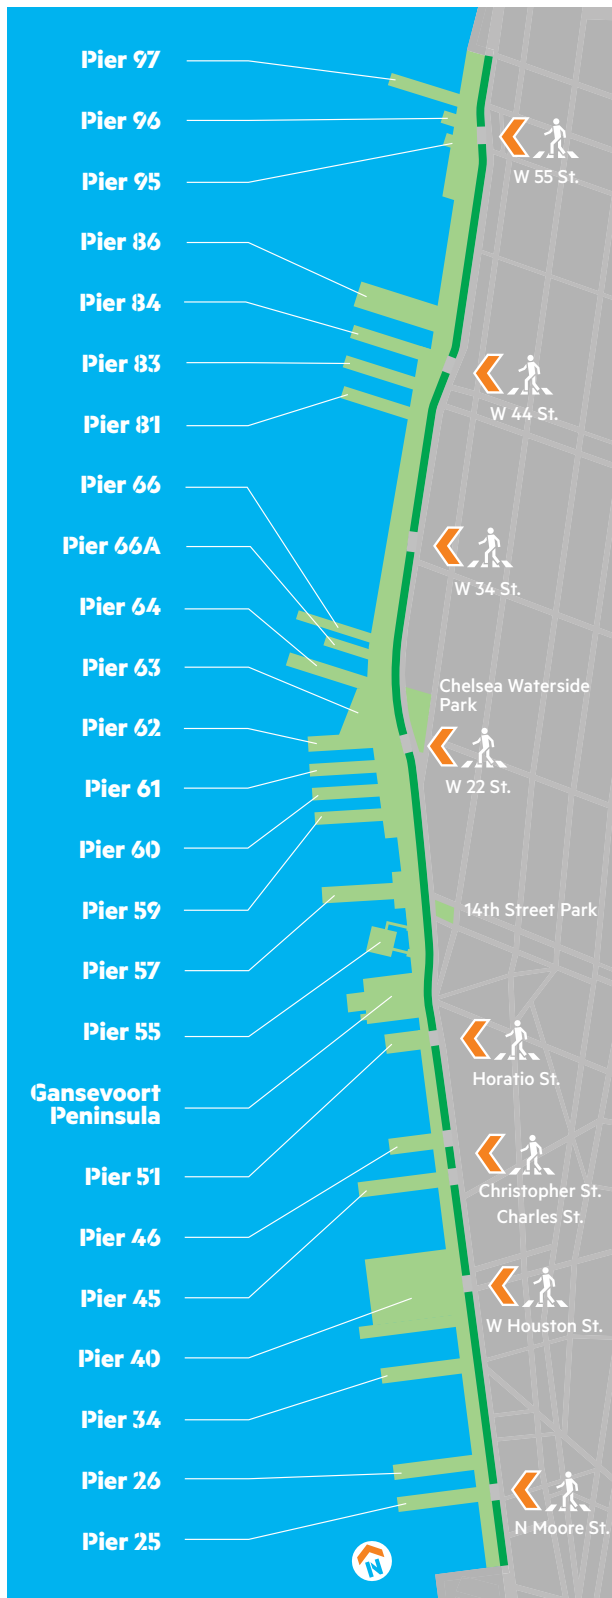 Pier 97
Pier 96
Pier 95
Pier 86
Pier 84
Pier 83
Pier 81
Pier 66
Pier 66A
Pier 64
Pier 63
Pier 62
Pier 61
Pier 60
Pier 59
Pier 57
Pier 55
Gansevoort
Peninsula
Pier 51
Pier 46
Pier 45
Pier 40
Pier 34
Pier 26
Pier 25
W 55 St.
W 44 St.
W 34 St.
Chelsea Waterside
Park
W 22 St.
14th Street Park
Horatio St.
Christopher St.
Charles St.
W Houston St.
N Moore St.
N